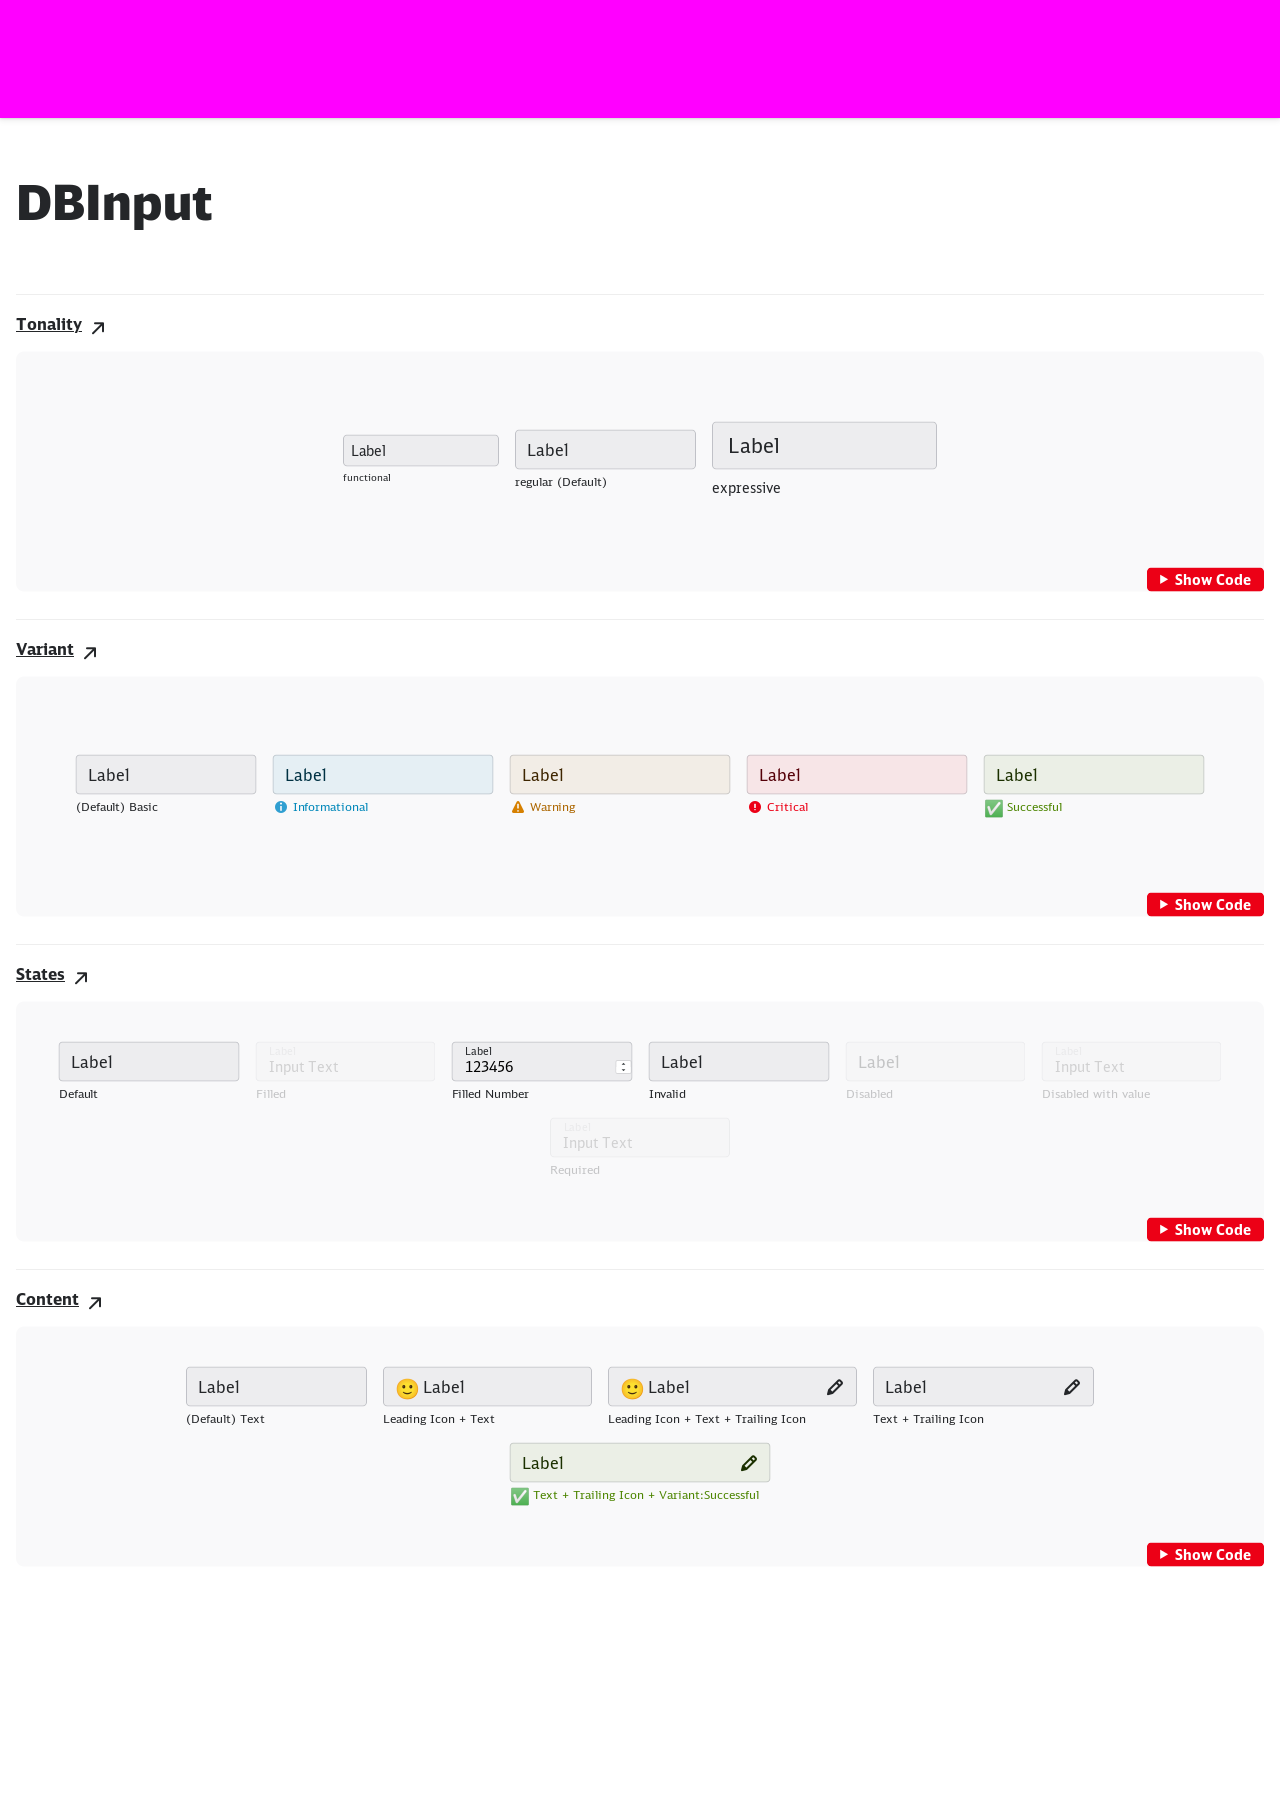 DBInput
Tonality
Label Label Label
functional regular (Default) expressive
Show Code
Variant
Label Label Label Label Label
(Default) Basic Informational Warning Critical Successful
Show Code
States
Label Label Input Text Label 123456 Label Label Label Input Text
Default Filled Filled Number Invalid Disabled Disabled with value
Label
Input Text
Required
Show Code
Content
Label Label Label Label
(Default) Text Leading Icon + Text Leading Icon + Text + Trailing Icon Text + Trailing Icon
Label
Text + Trailing Icon + Variant:Successful
Show Code